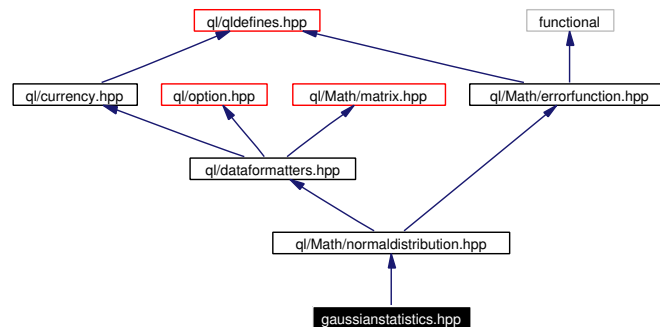 ql/qldefines.hpp
functional
ql/currency.hpp
ql/option.hpp
ql/Math/matrix.hpp
ql/Math/errorfunction.hpp
ql/dataformatters.hpp
ql/Math/normaldistribution.hpp
gaussianstatistics.hpp